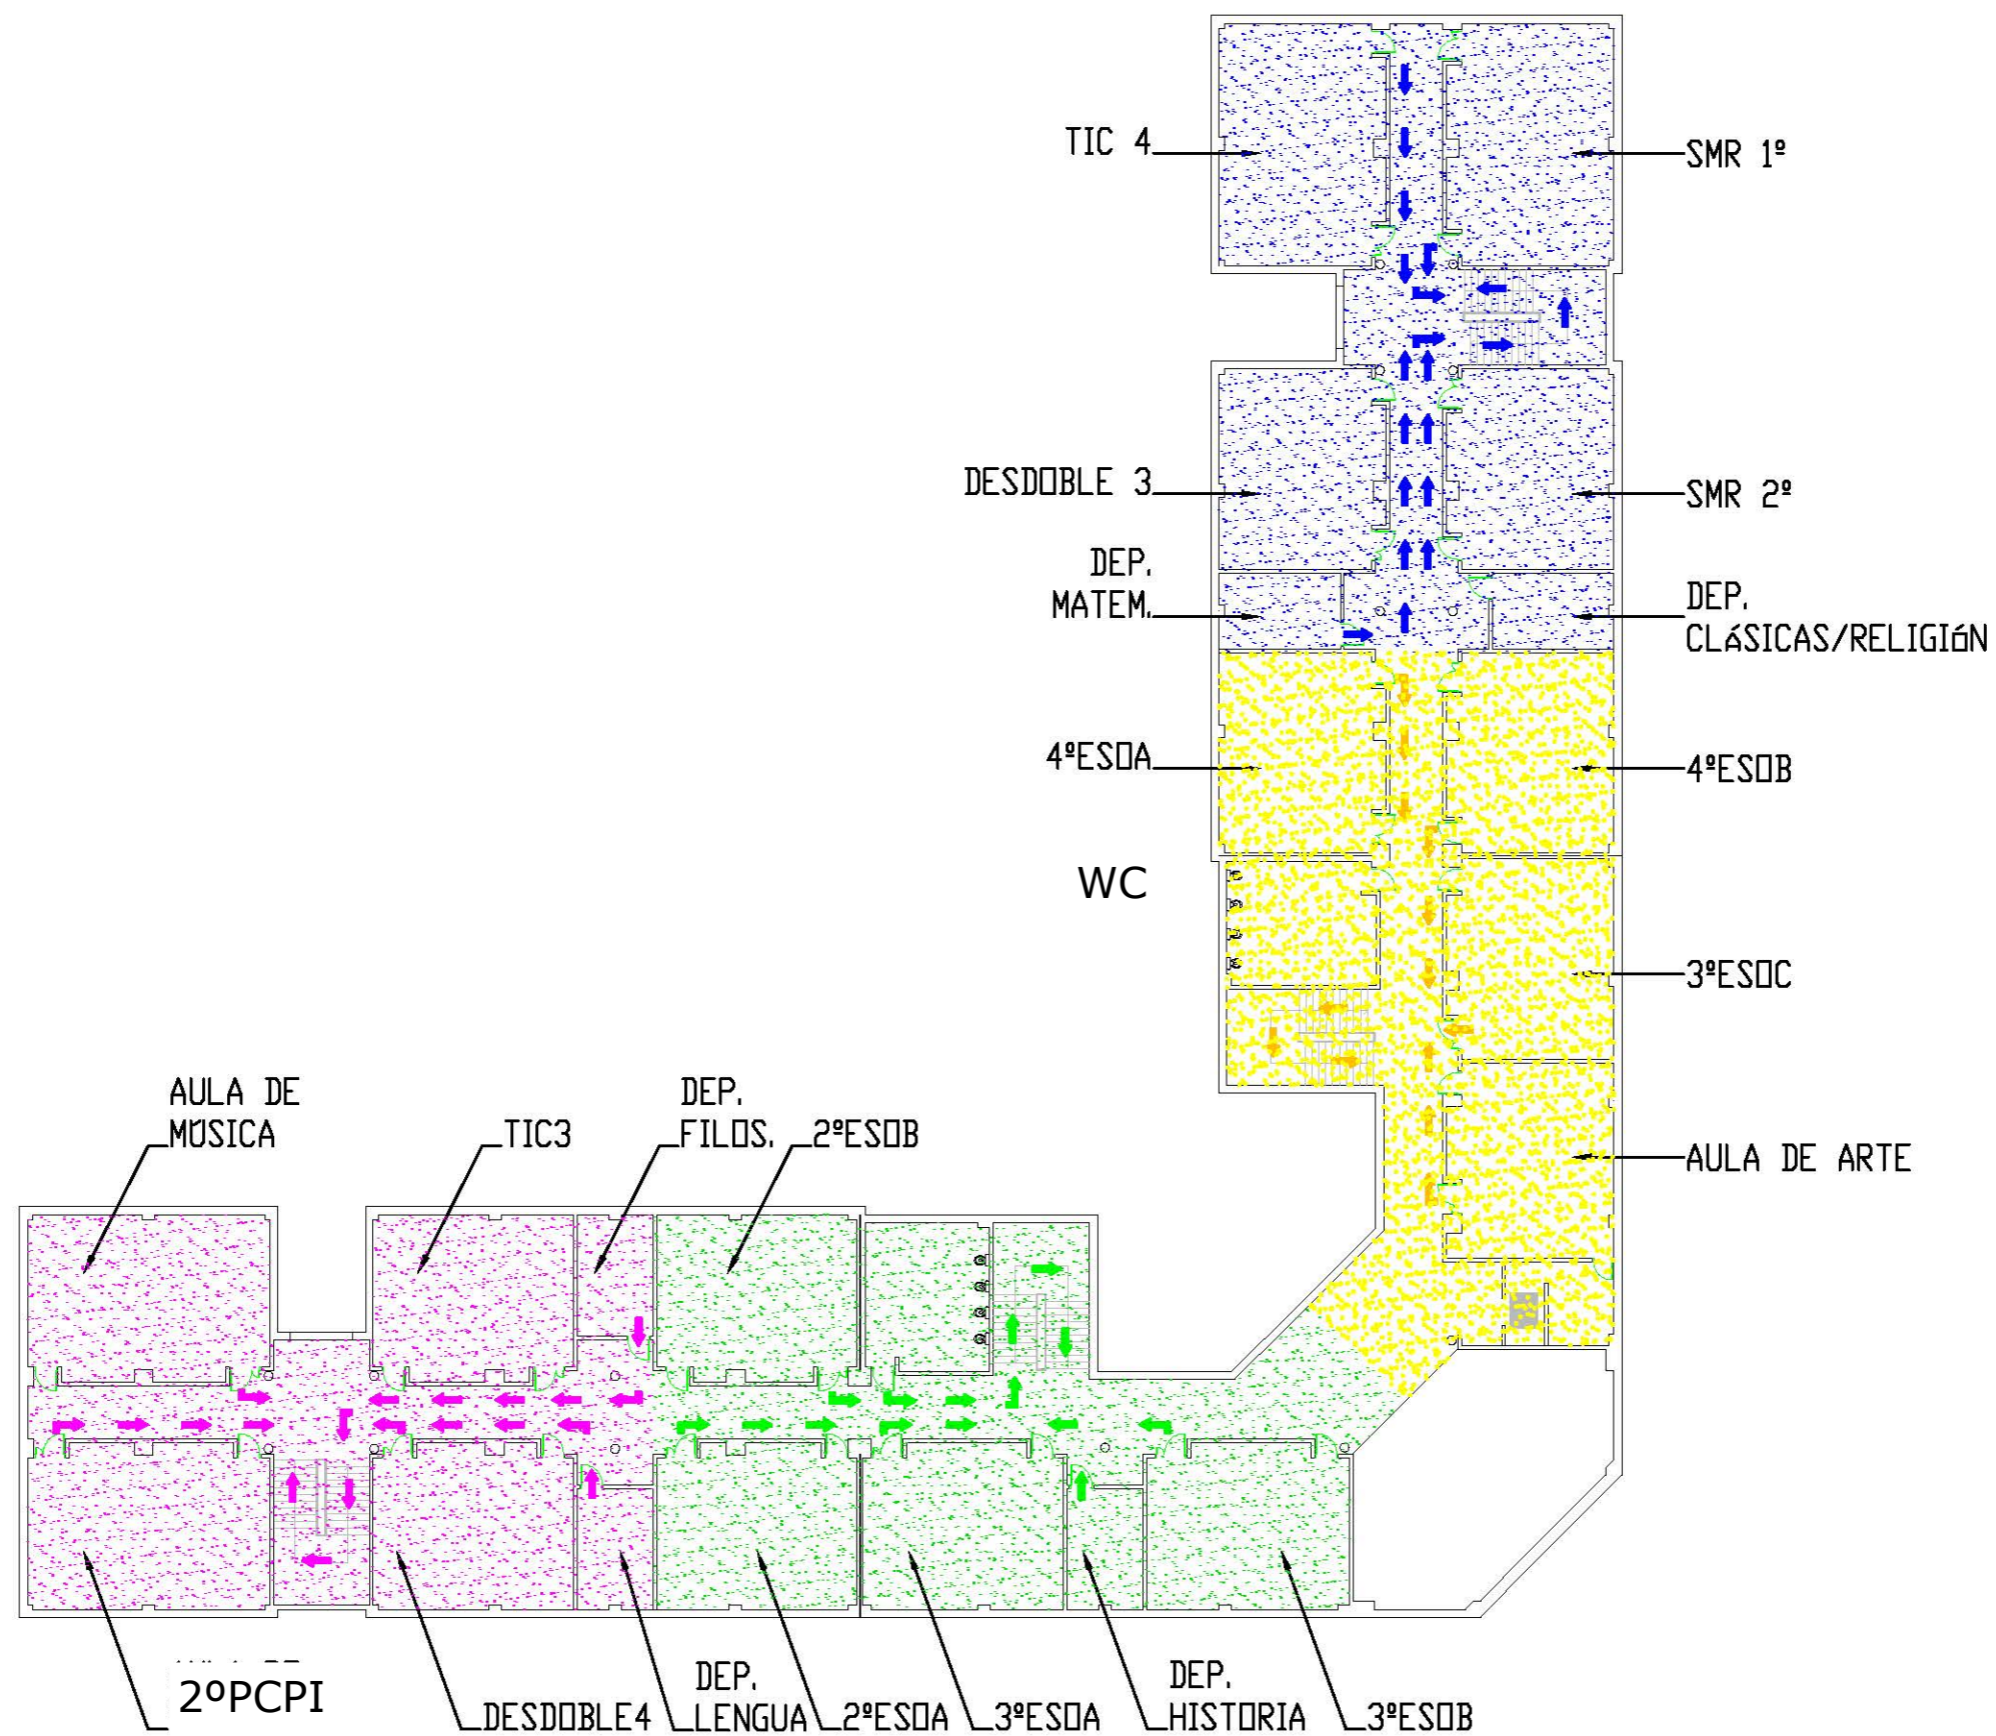 TIC 4
SMR 1º
DESDOBLE 3
SMR 2º
DEP.
MATEM.
DEP.
CLÁSICAS/RELIGIÓN
4ºESOA
4ºESOB
WC
3ºESOC
AULA DE ARTE
AULA DE
MÚSICA
TIC3
DEP.
FILOS.
2ºESOB
2ºPCPI
DESDOBLE4
DEP.
LENGUA
2ºESOA
3ºESOA
DEP.
HISTORIA
3ºESOB